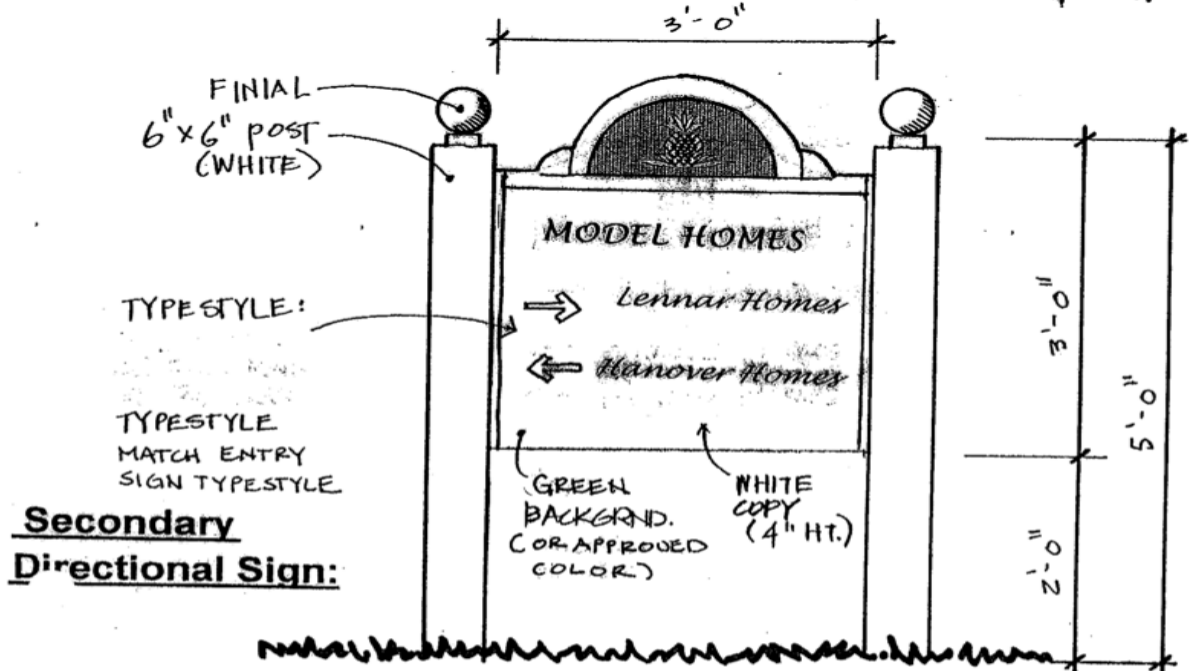 3'-0"
FINIAL
6"x6" POST
(WHITE)
MODEL HOMES
Lennar Homes
Hanover Homes
TYPESTYLE:
TYPESTYLE
MATCH ENTRY
SIGN TYPESTYLE
GREEN
BACKGRND.
(OR APPROVED
COLOR)
WHITE
COPY
(4" HT.)
3'-0"
5'-0"
2'-0"
Secondary
Directional Sign: